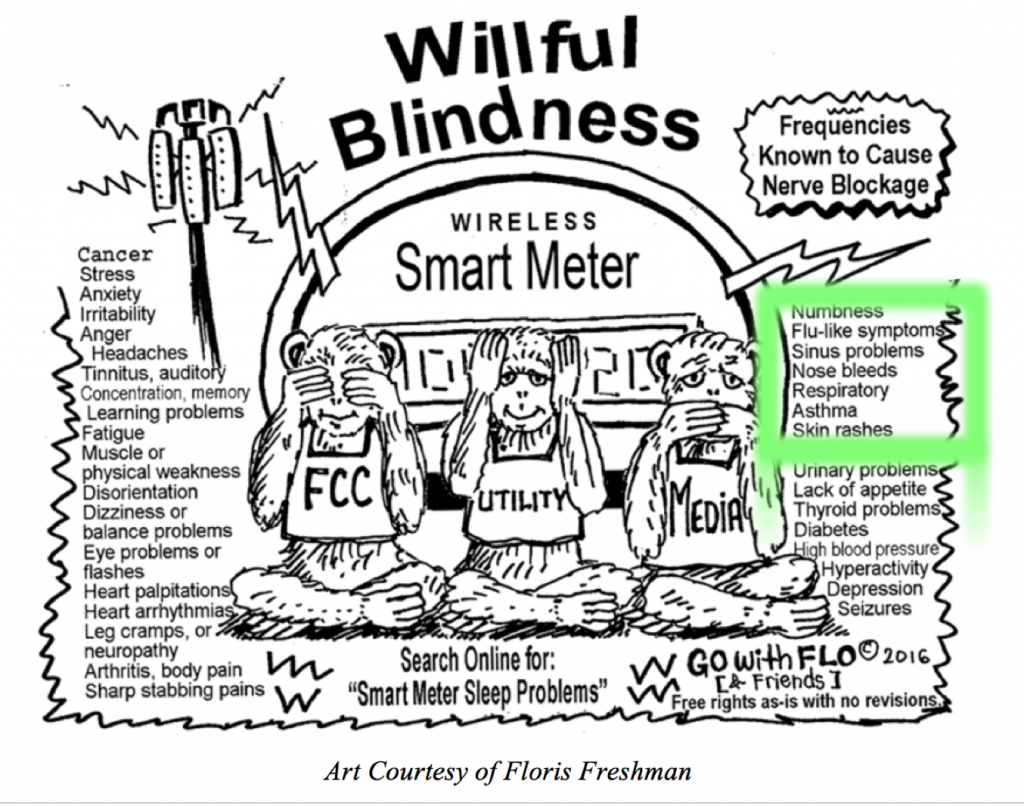 Willful
Blindness
Frequencies
Known to Cause
Nerve Blockage
WIRELESS
Smart Meter
Cancer
Stress
Anxiety
Irritability
Anger
Headaches
Tinnitus, auditory
Concentration, memory
Learning problems
Fatigue
Muscle or
physical weakness
Disorientation
Dizziness or
balance problems
Eye problems or
flashes
Heart palpitations
Heart arrhythmias
Leg cramps, or
neuropathy
Arthritis, body pain
Sharp stabbing pains
FCC
UTILITY
MEDIA
Numbness
Flu-like symptoms
Sinus problems
Nose bleeds
Respiratory
Asthma
Skin rashes
Urinary problems
Lack of appetite
Thyroid problems
Diabetes
High blood pressure
Hyperactivity
Depression
Seizures
Search Online for:
"Smart Meter Sleep Problems"
GO WITH FLO © 2016
[& Friends]
Free rights as-is with no revisions.
Art Courtesy of Floris Freshman